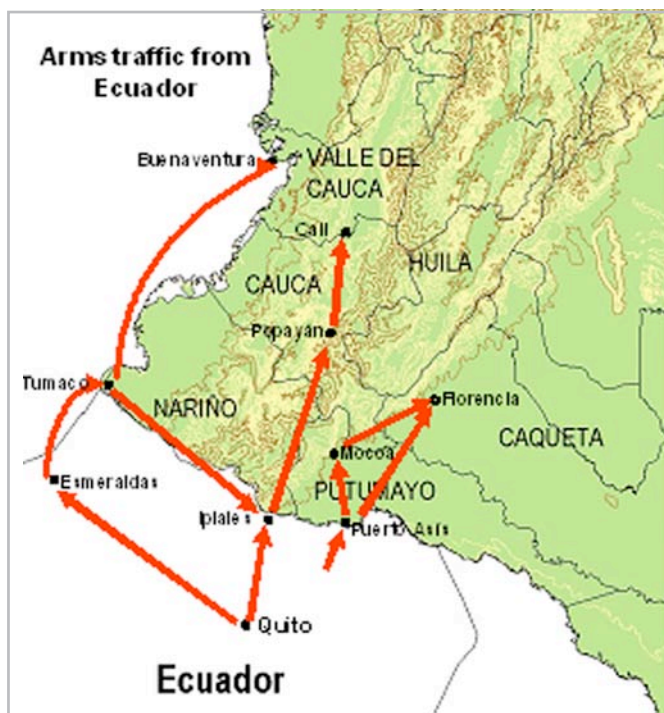 Arms traffic from
Ecuador
Buenaventura
VALLE DEL
CAUCA
Cali
HUILA
CAUCA
Popayán
Tumaco
Florencia
NARIÑO
CAQUETA
Mocoa
Esmeraldas
PUTUMAYO
Ipiales
Puerto Asís
Quito
Ecuador